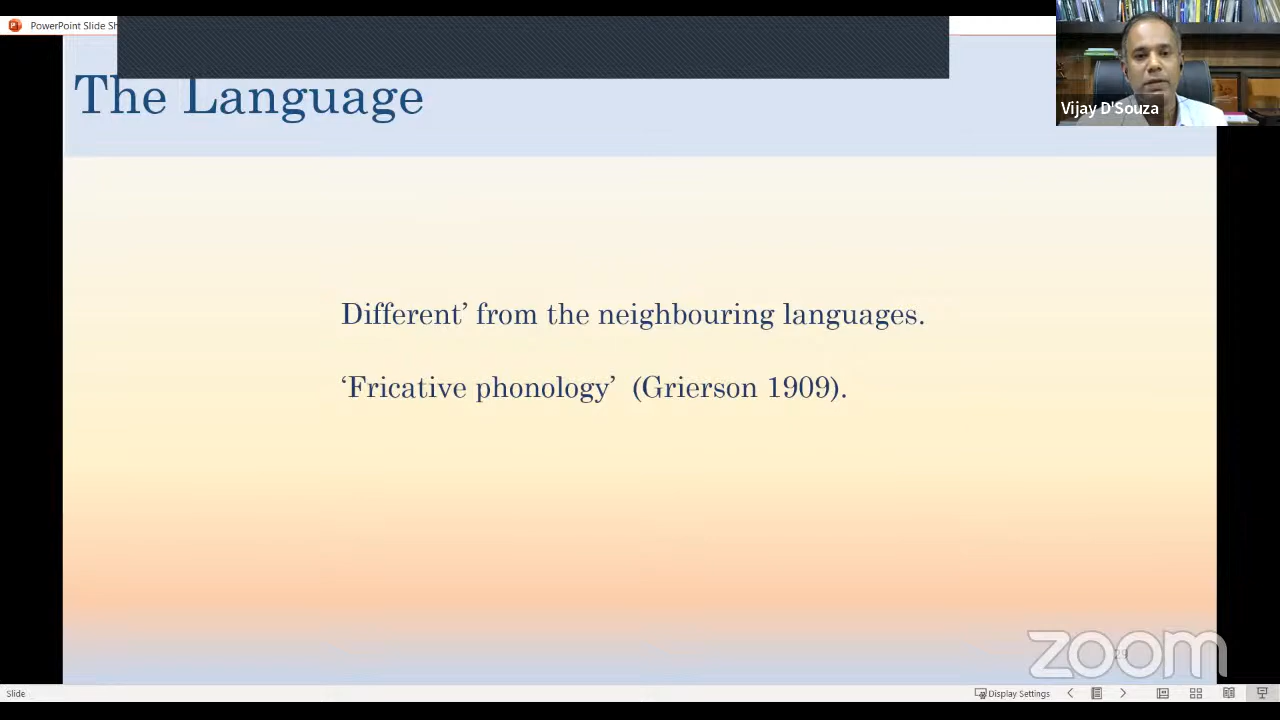 PowerPoint Slide Sh
The Language
Vijay D'Souza
Different’ from the neighbouring languages.
‘Fricative phonology’ (Grierson 1909).
29
zoom
Slide
Display Settings